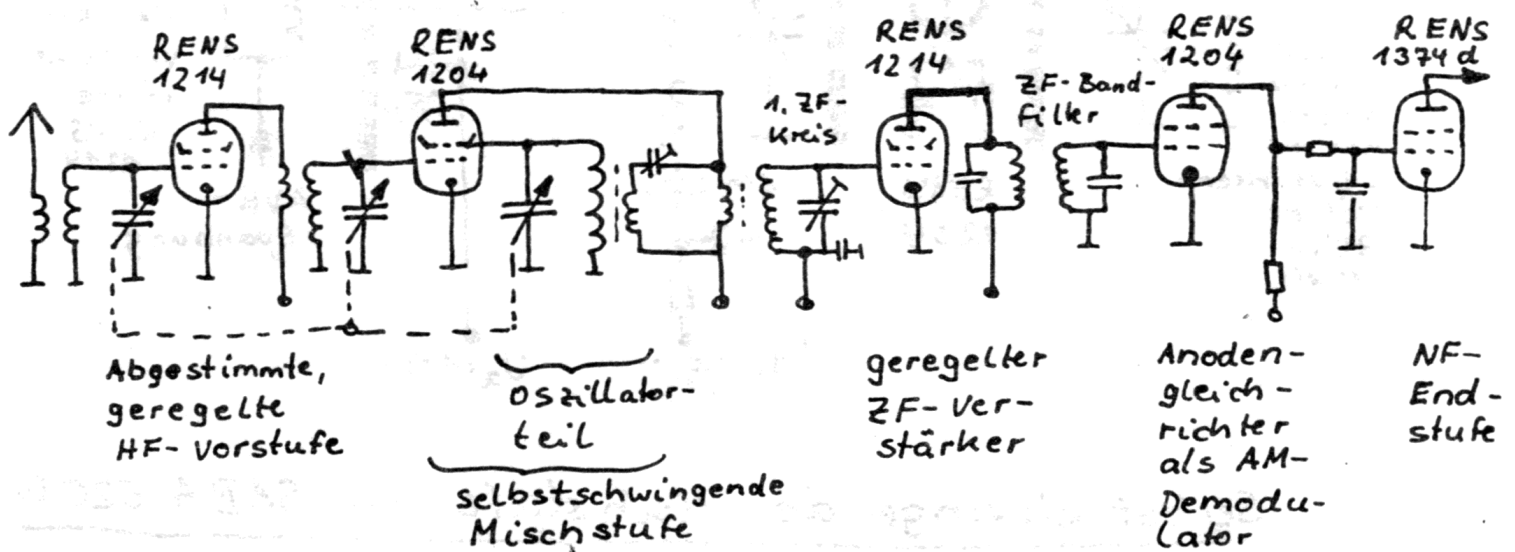 RENS
1214
RENS
1204
1. ZF-
Kreis
RENS
1214
ZF-Band-
Filter
RENS
1204
RENS
1374 d
Abgestimmte,
geregelte
HF-Vorstufe
Oszillator-
teil
selbstschwingende
Mischstufe
geregelter
ZF-Ver-
stärker
Anoden-
gleich-
richter
als AM-
Demodu-
lator
NF-
End-
stufe